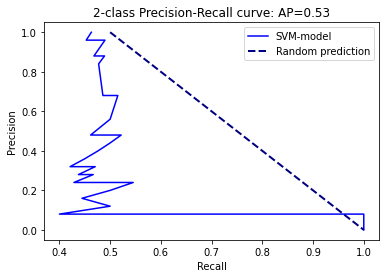 2-class Precision-Recall curve: AP=0.53
SVM-model
Random prediction
Precision
1.0
0.8
0.6
0.4
0.2
0.0
0.4 0.5 0.6 0.7 0.8 0.9 1.0
Recall